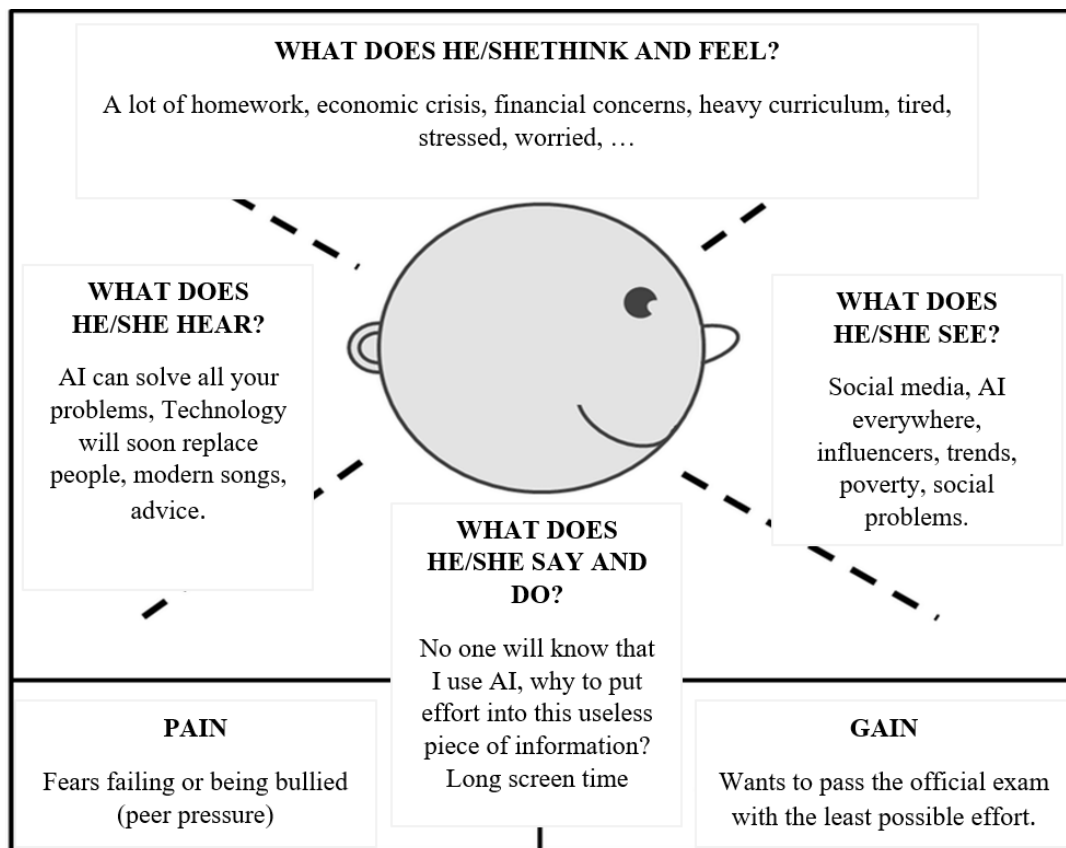 WHAT DOES HE/SHETHINK AND FEEL?
A lot of homework, economic crisis, financial concerns, heavy curriculum, tired,
stressed, worried, …
WHAT DOES
HE/SHE HEAR?
AI can solve all your
problems, Technology
will soon replace
people, modern songs,
advice.
WHAT DOES
HE/SHE SEE?
Social media, AI
everywhere,
influencers, trends,
poverty, social
problems.
WHAT DOES
HE/SHE SAY AND
DO?
No one will know that
I use AI, why to put
effort into this useless
piece of information?
Long screen time
PAIN
Fears failing or being bullied
(peer pressure)
GAIN
Wants to pass the official exam
with the least possible effort.